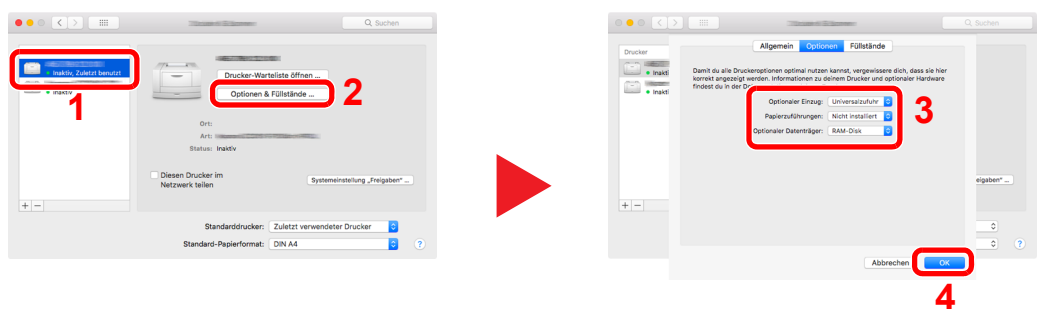 Suchen
Inaktiv, Zuletzt benutzt
Inaktiv
1
Drucker-Warteliste öffnen ...
Optionen & Füllstände ...
2
Ort:
Art:
Status: Inaktiv
Diesen Drucker im
Netzwerk teilen
Systemeinstellung „Freigaben“ ...
+ −
Standarddrucker: Zuletzt verwendeter Drucker
Standard-Papierformat: DIN A4
?
Suchen
Drucker
Inakti
Inakti
Allgemein Optionen Füllstände
Damit du alle Druckeroptionen optimal nutzen kannst, vergewissere dich, dass sie hier
korrekt angezeigt werden. Informationen zu deinem Drucker und optionaler Hardware
findest du in der
Optionaler Einzug: Universalzufuhr
Papierzuführungen: Nicht installiert
Optionaler Datenträger: RAM-Disk
3
eigaben“ ...
+ −
?
Abbrechen OK
4